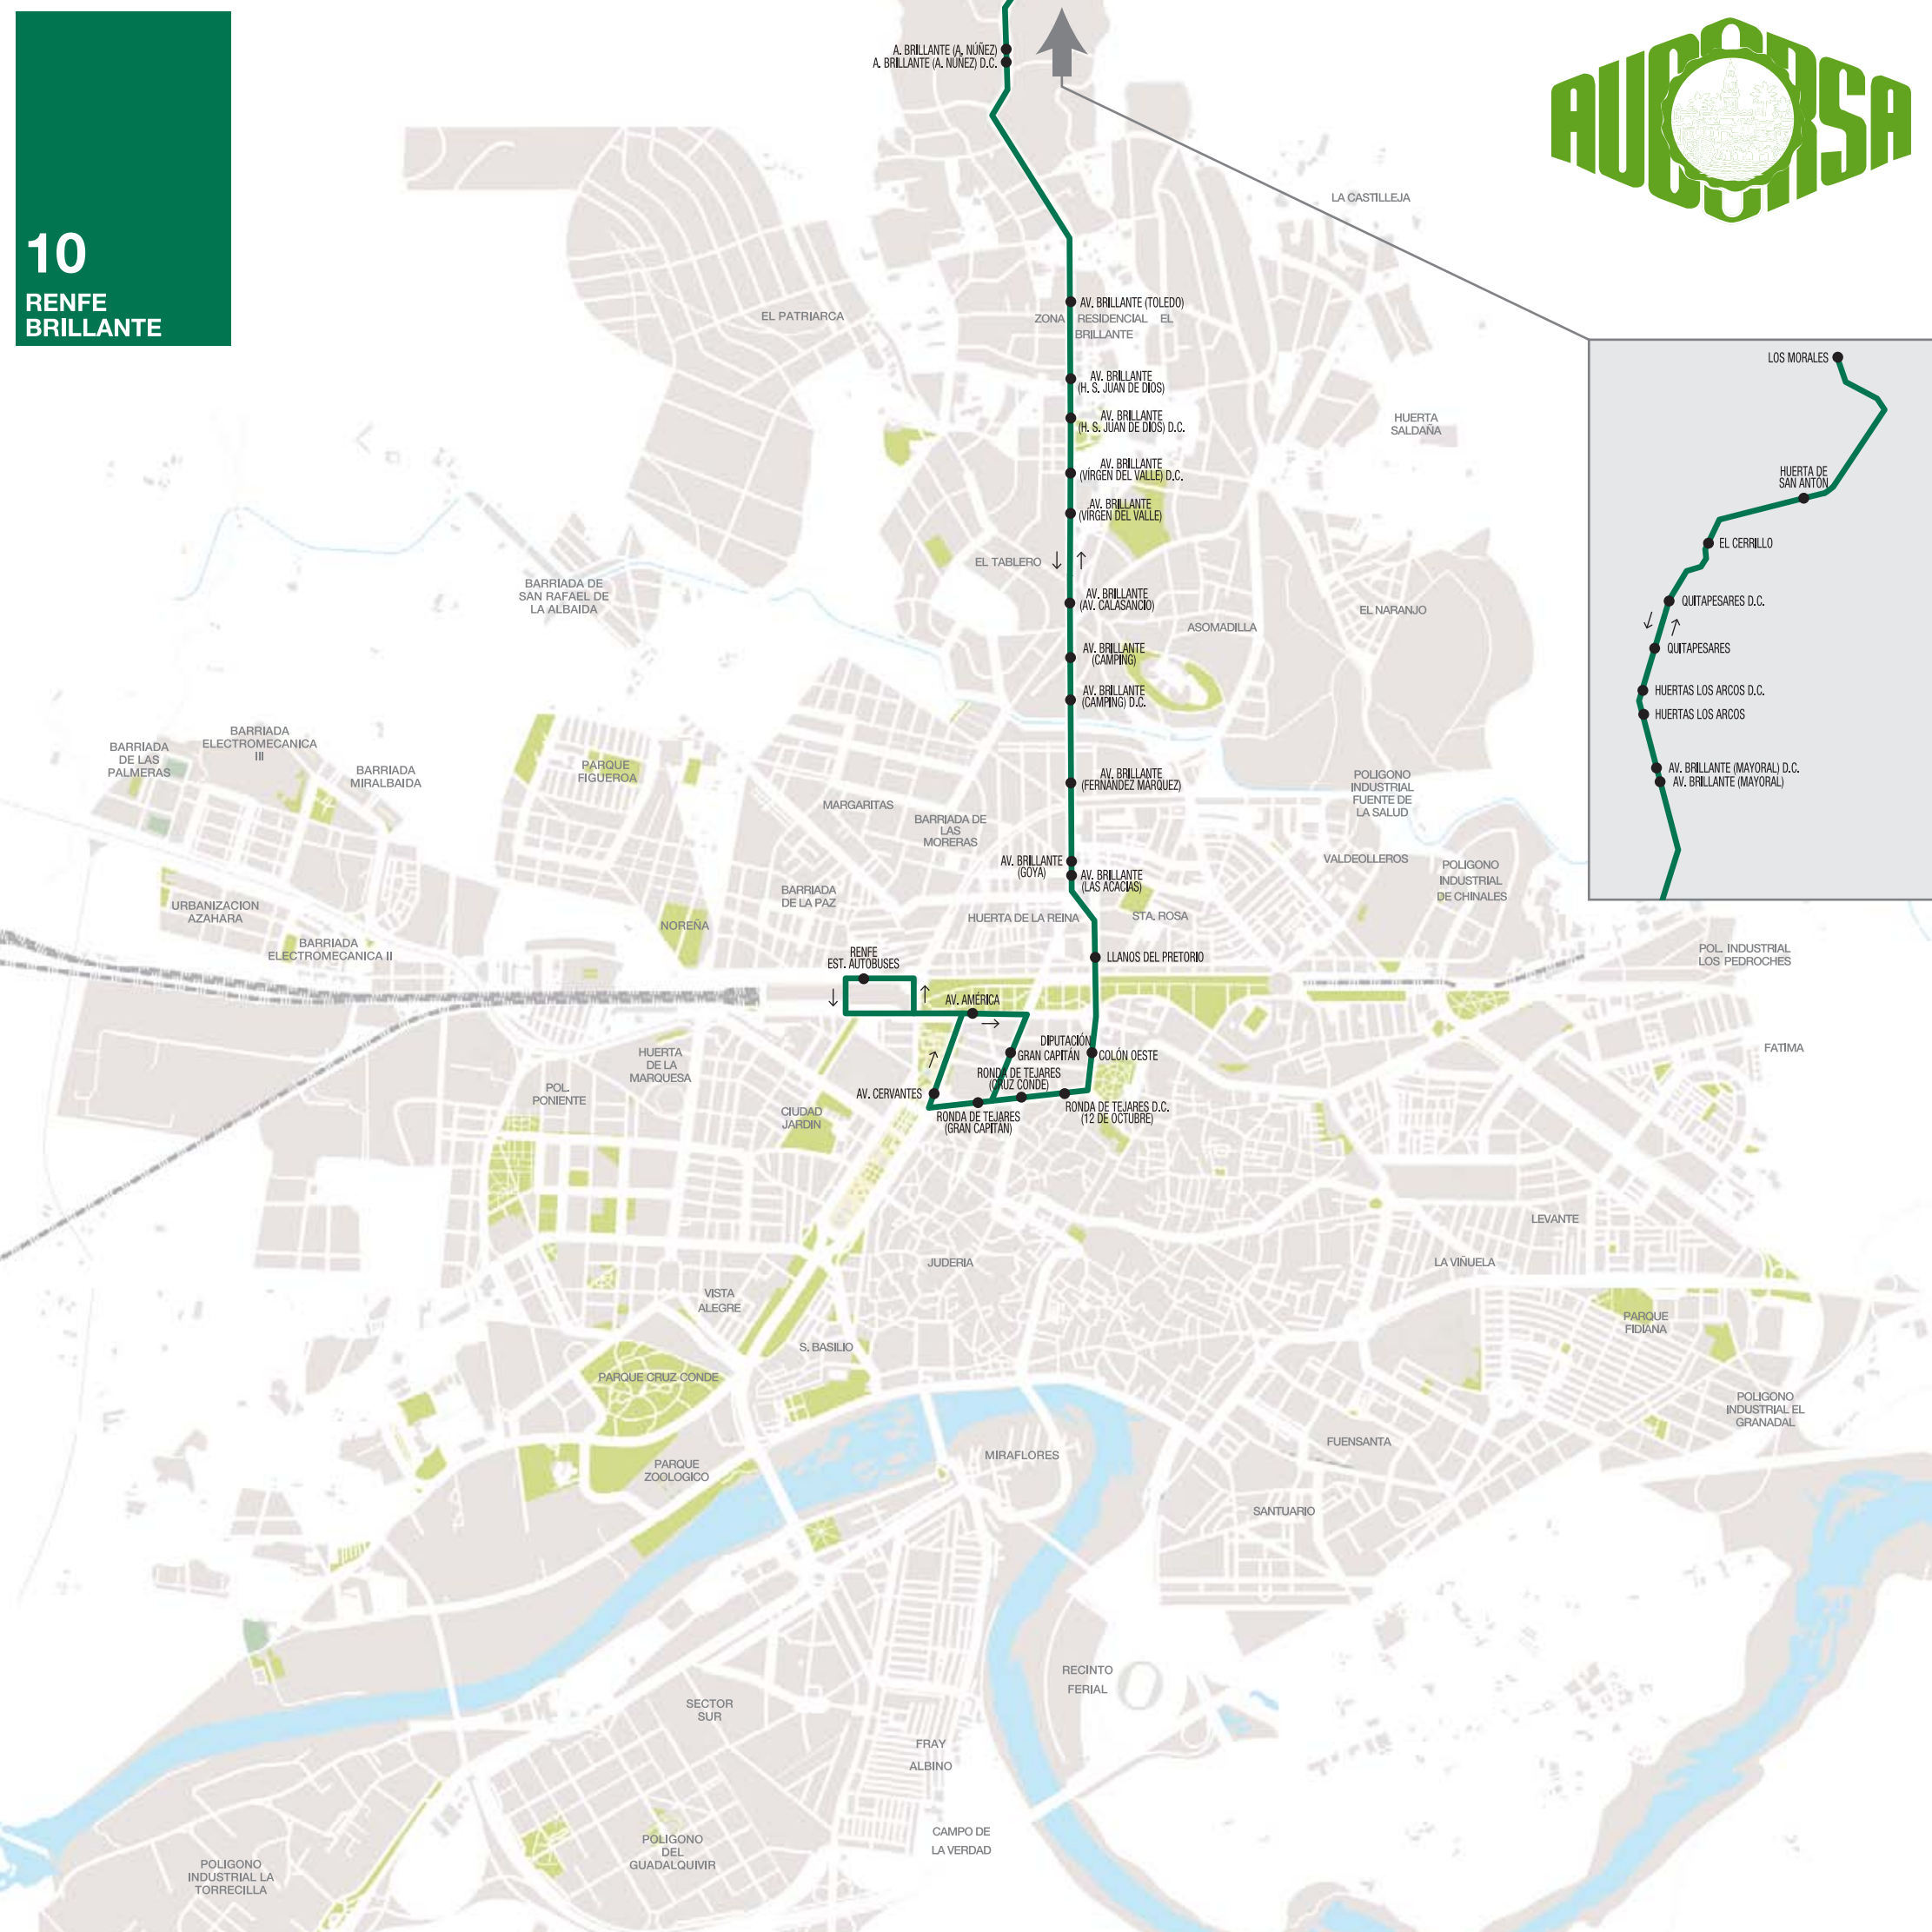 10
RENFE
BRILLANTE
AUCORSA
A. BRILLANTE (A. NÚÑEZ)
A. BRILLANTE (A. NÚÑEZ) D.C.
LA CASTILLEJA
EL PATRIARCA
AV. BRILLANTE (TOLEDO)
ZONA RESIDENCIAL EL
BRILLANTE
AV. BRILLANTE
(H. S. JUAN DE DIOS)
AV. BRILLANTE
(H. S. JUAN DE DIOS) D.C.
HUERTA
SALDAÑA
AV. BRILLANTE
(VÍRGEN DEL VALLE) D.C.
AV. BRILLANTE
(VÍRGEN DEL VALLE)
EL TABLERO
BARRIADA DE
SAN RAFAEL DE
LA ALBAIDA
AV. BRILLANTE
(AV. CALASANCIO)
ASOMADILLA
EL NARANJO
AV. BRILLANTE
(CAMPING)
AV. BRILLANTE
(CAMPING) D.C.
LOS MORALES
HUERTA DE
SAN ANTÓN
EL CERRILLO
QUITAPESARES D.C.
QUITAPESARES
HUERTAS LOS ARCOS D.C.
HUERTAS LOS ARCOS
AV. BRILLANTE (MAYORAL) D.C.
AV. BRILLANTE (MAYORAL)
BARRIADA
DE LAS
PALMERAS
BARRIADA
ELECTROMECANICA
III
BARRIADA
MIRALBAIDA
PARQUE
FIGUEROA
AV. BRILLANTE
(FERNÁNDEZ MÁRQUEZ)
POLIGONO
INDUSTRIAL
FUENTE DE
LA SALUD
MARGARITAS
BARRIADA DE
LAS
MORERAS
AV. BRILLANTE
(GOYA)
AV. BRILLANTE
(LAS ACACIAS)
VALDEOLLEROS
POLIGONO
INDUSTRIAL
DE CHINALES
BARRIADA
DE LA PAZ
URBANIZACION
AZAHARA
NOREÑA
HUERTA DE LA REINA
STA. ROSA
BARRIADA
ELECTROMECANICA II
RENFE
EST. AUTOBUSES
LLANOS DEL PRETORIO
POL. INDUSTRIAL
LOS PEDROCHES
AV. AMÉRICA
DIPUTACIÓN
GRAN CAPITÁN
COLÓN OESTE
FATIMA
HUERTA
DE LA
MARQUESA
POL.
PONIENTE
RONDA DE TEJARES
(CRUZ CONDE)
AV. CERVANTES
CIUDAD
JARDIN
RONDA DE TEJARES
(GRAN CAPITÁN)
RONDA DE TEJARES D.C.
(12 DE OCTUBRE)
LEVANTE
JUDERIA
LA VIÑUELA
VISTA
ALEGRE
PARQUE
FIDIANA
S. BASILIO
PARQUE CRUZ CONDE
POLIGONO
INDUSTRIAL EL
GRANADAL
FUENSANTA
MIRAFLORES
PARQUE
ZOOLOGICO
SANTUARIO
RECINTO
FERIAL
SECTOR
SUR
FRAY
ALBINO
CAMPO DE
LA VERDAD
POLIGONO
DEL
GUADALQUIVIR
POLIGONO
INDUSTRIAL LA
TORRECILLA